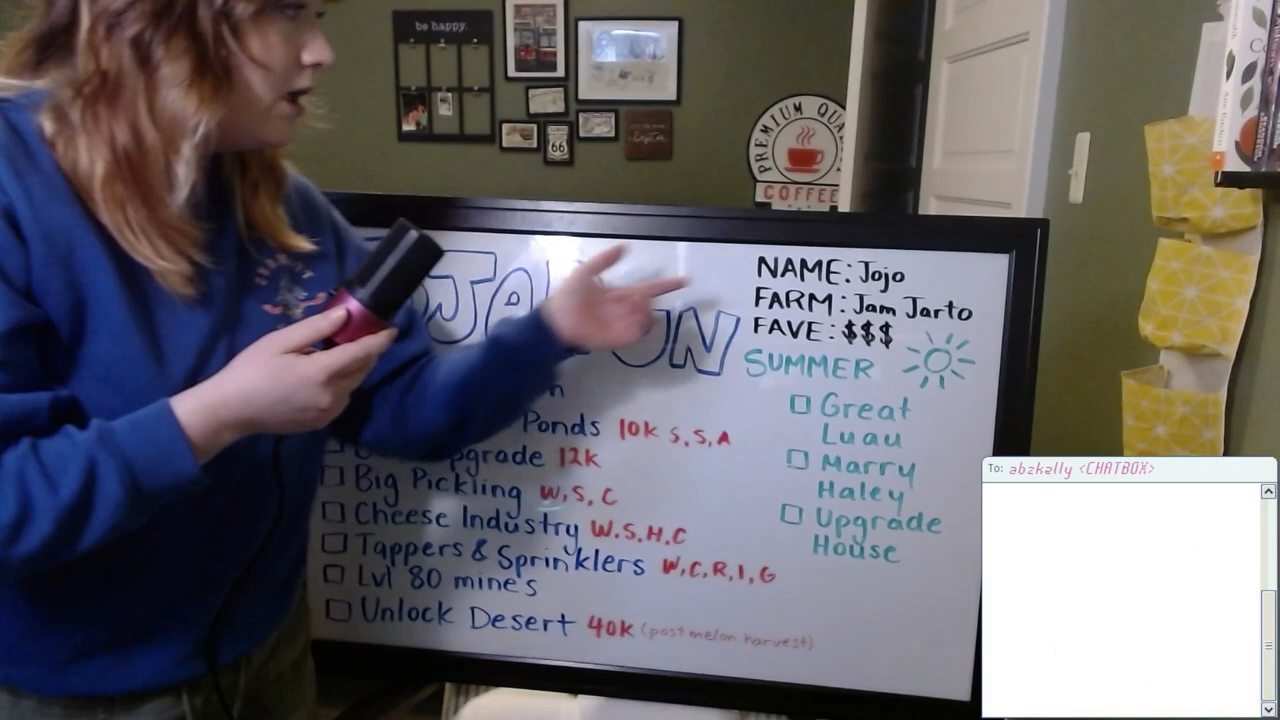 be happy.
PREMIUM QUA
COFFEE
66
NAME: Jojo
FARM: Jam Jarto
FAVE: $$$
SUMMER
Great
Luau
Marry
Haley
Upgrade
House
JA
UN
Ponds 10K S, S, A
pgrade 12K
Big Pickling W, S, C
Cheese Industry W.S.H.C
Tappers & Sprinklers W, C, R, I, G
Lvl 80 mines
Unlock Desert 40K (post melon harvest)
To: abzkelly <CHATBOX>